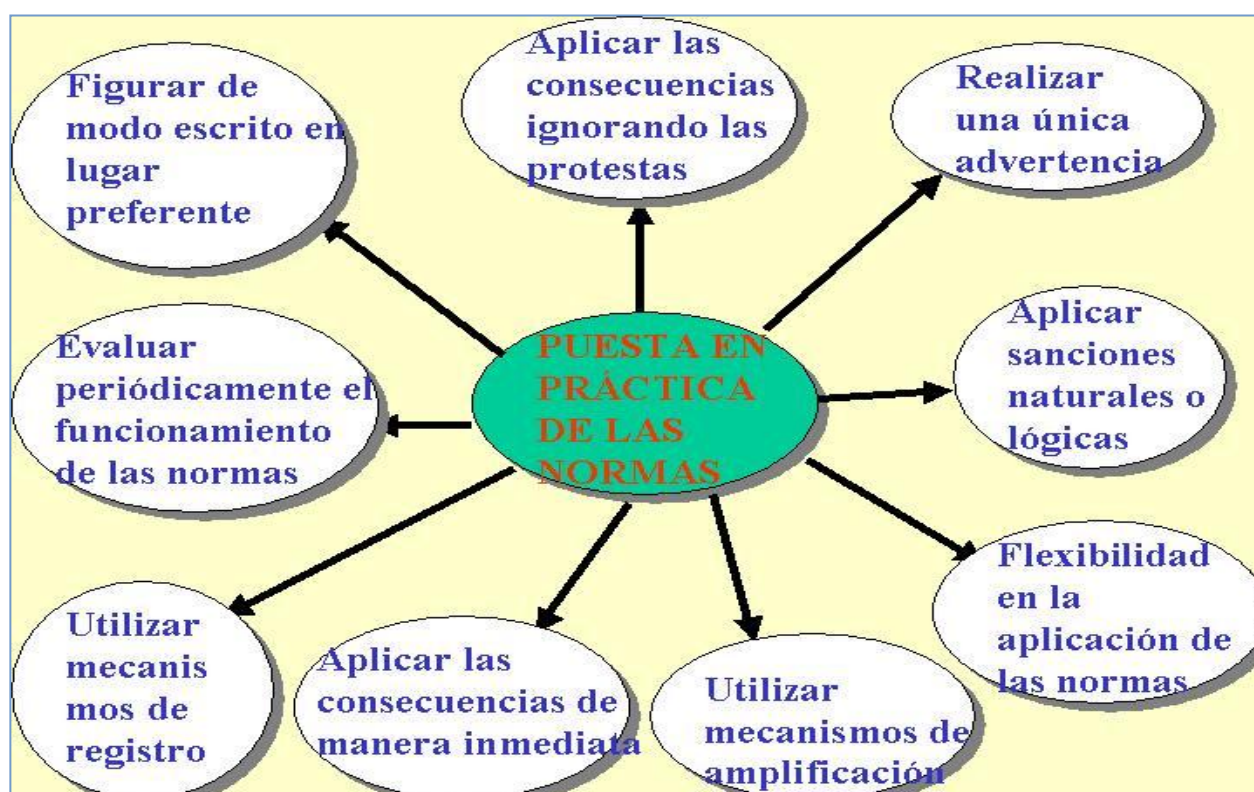 Figurar de
modo escrito en
lugar
preferente
Aplicar las
consecuencias
ignorando las
protestas
Realizar
una única
advertencia
Evaluar
periódicamente el
funcionamiento
de las normas
PUESTA EN
PRÁCTICA
DE LAS
NORMAS
Aplicar
sanciones
naturales o
lógicas
Utilizar
mecanis
mos de
registro
Aplicar las
consecuencias de
manera inmediata
Utilizar
mecanismos de
amplificación
Flexibilidad
en la
aplicación de
las normas